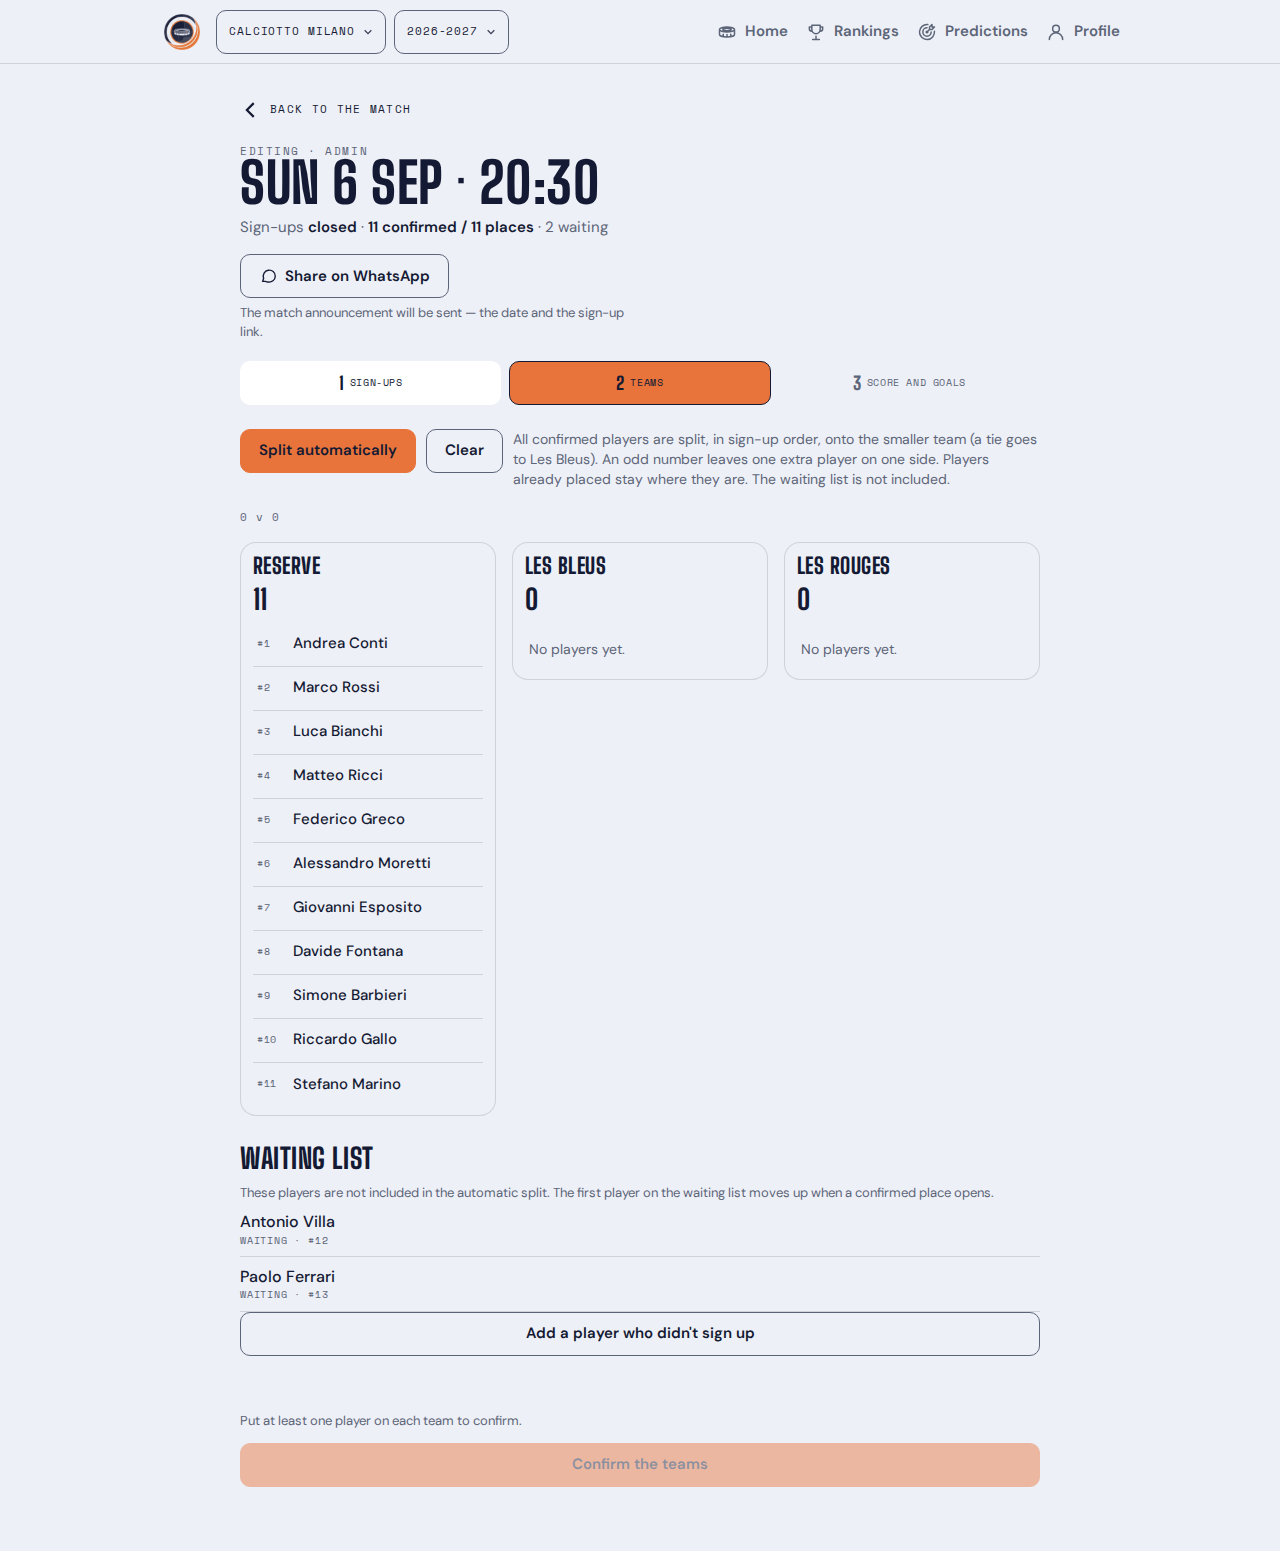 CALCIOTTO MILANO
2026-2027
Home
Rankings
Predictions
Profile
BACK TO THE MATCH
EDITING · ADMIN
SUN 6 SEP · 20:30
Sign-ups closed · 11 confirmed / 11 places · 2 waiting
Share on WhatsApp
The match announcement will be sent — the date and the sign-up
link.
1 SIGN-UPS
2 TEAMS
3 SCORE AND GOALS
Split automatically
Clear
All confirmed players are split, in sign-up order, onto the smaller team (a tie goes
to Les Bleus). An odd number leaves one extra player on one side. Players
already placed stay where they are. The waiting list is not included.
0 v 0
RESERVE
11
#1 Andrea Conti
#2 Marco Rossi
#3 Luca Bianchi
#4 Matteo Ricci
#5 Federico Greco
#6 Alessandro Moretti
#7 Giovanni Esposito
#8 Davide Fontana
#9 Simone Barbieri
#10 Riccardo Gallo
#11 Stefano Marino
LES BLEUS
0
No players yet.
LES ROUGES
0
No players yet.
WAITING LIST
These players are not included in the automatic split. The first player on the waiting list moves up when a confirmed place opens.
Antonio Villa
WAITING · #12
Paolo Ferrari
WAITING · #13
Add a player who didn't sign up
Put at least one player on each team to confirm.
Confirm the teams